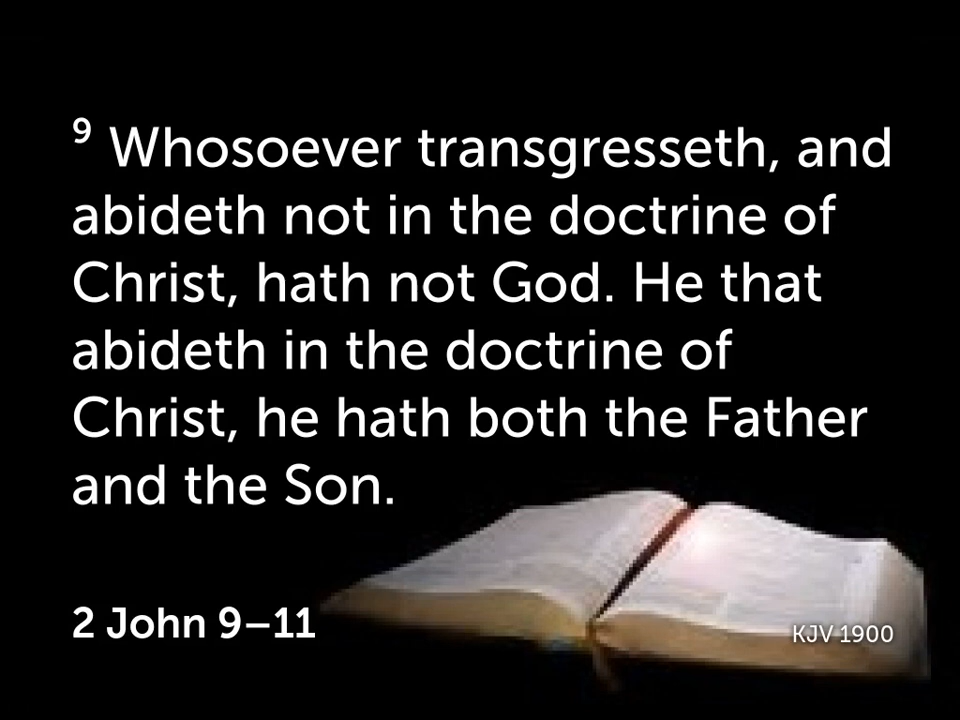 ⁹ Whosoever transgresseth, and
abideth not in the doctrine of
Christ, hath not God. He that
abideth in the doctrine of
Christ, he hath both the Father
and the Son.
2 John 9–11
KJV 1900